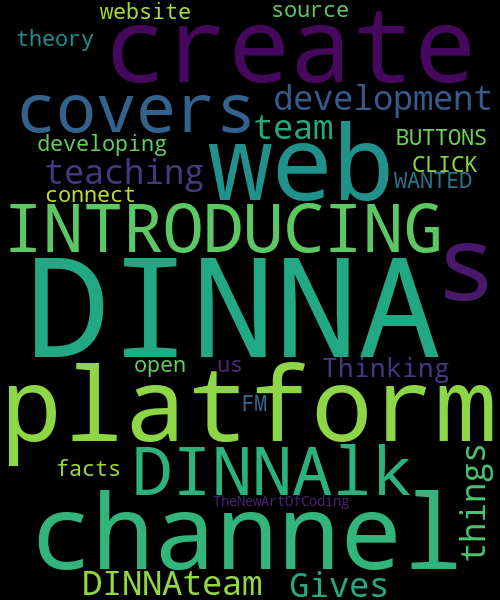 website
source
theory
create
covers
development
team
BUTTONS
developing
web
CLICK
teaching
WANTED
connect
INTRODUCING
s
DINNA
open
us
Thinking
platform
FM
DINNAlk
things
facts
TheNewArtOfCoding
channel
DINNAteam
Gives